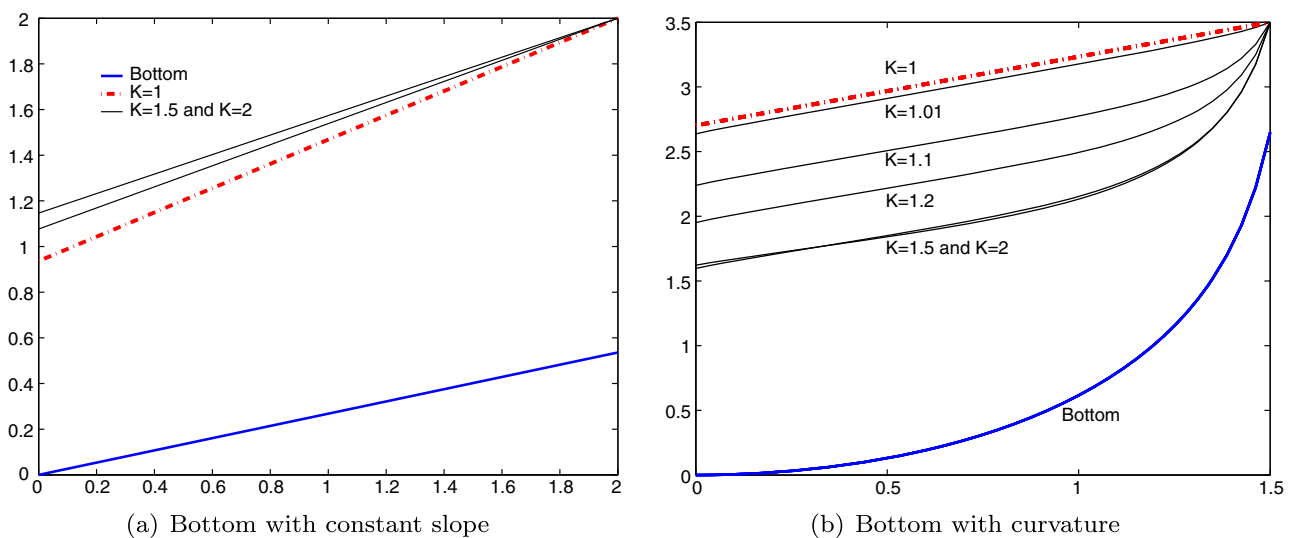 2
1.8
1.6
1.4
1.2
1
0.8
0.6
0.4
0.2
0
0 0.2 0.4 0.6 0.8 1 1.2 1.4 1.6 1.8 2
Bottom
K=1
K=1.5 and K=2
(a) Bottom with constant slope
3.5
3
2.5
2
1.5
1
0.5
0
0 0.5 1 1.5
K=1
K=1.01
K=1.1
K=1.2
K=1.5 and K=2
Bottom
(b) Bottom with curvature